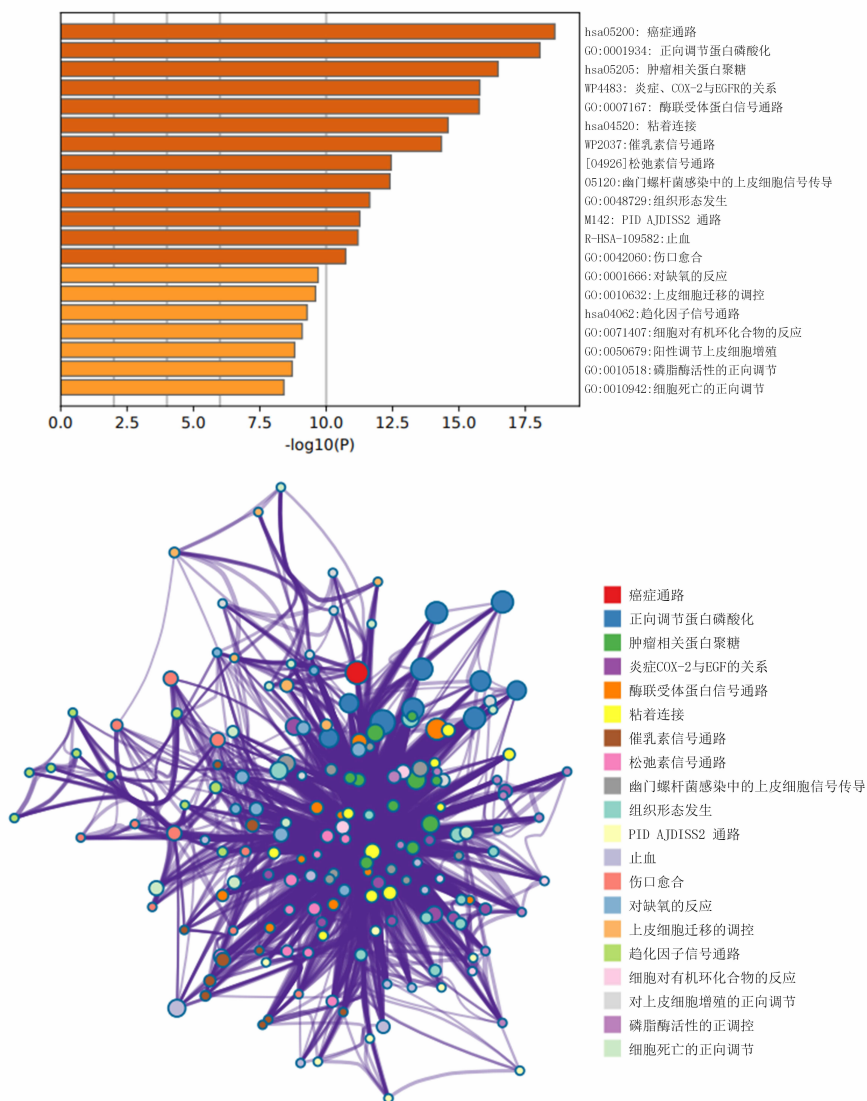 hsa05200: 癌症通路
GO:0001934: 正向调节蛋白磷酸化
hsa05205: 肿瘤相关蛋白聚糖
WP4483: 炎症、COX-2与EGFR的关系
GO:0007167: 酶联受体蛋白信号通路
hsa04520: 粘着连接
WP2037:催乳素信号通路
[04926]松弛素信号通路
05120:幽门螺杆菌感染中的上皮细胞信号传导
GO:0048729:组织形态发生
M142: PID AJDISS2 通路
R-HSA-109582:止血
GO:0042060:伤口愈合
GO:0001666:对缺氧的反应
GO:0010632:上皮细胞迁移的调控
hsa04062:趋化因子信号通路
GO:0071407:细胞对有机环化合物的反应
GO:0050679:阳性调节上皮细胞增殖
GO:0010518:磷脂酶活性的正向调节
GO:0010942:细胞死亡的正向调节
0.0 2.5 5.0 7.5 10.0 12.5 15.0 17.5
-log10(P)
癌症通路
正向调节蛋白磷酸化
肿瘤相关蛋白聚糖
炎症COX-2与EGF的关系
酶联受体蛋白信号通路
粘着连接
催乳素信号通路
松弛素信号通路
幽门螺杆菌感染中的上皮细胞信号传导
组织形态发生
PID AJDISS2 通路
止血
伤口愈合
对缺氧的反应
上皮细胞迁移的调控
趋化因子信号通路
细胞对有机环化合物的反应
对上皮细胞增殖的正向调节
磷脂酶活性的正调控
细胞死亡的正向调节